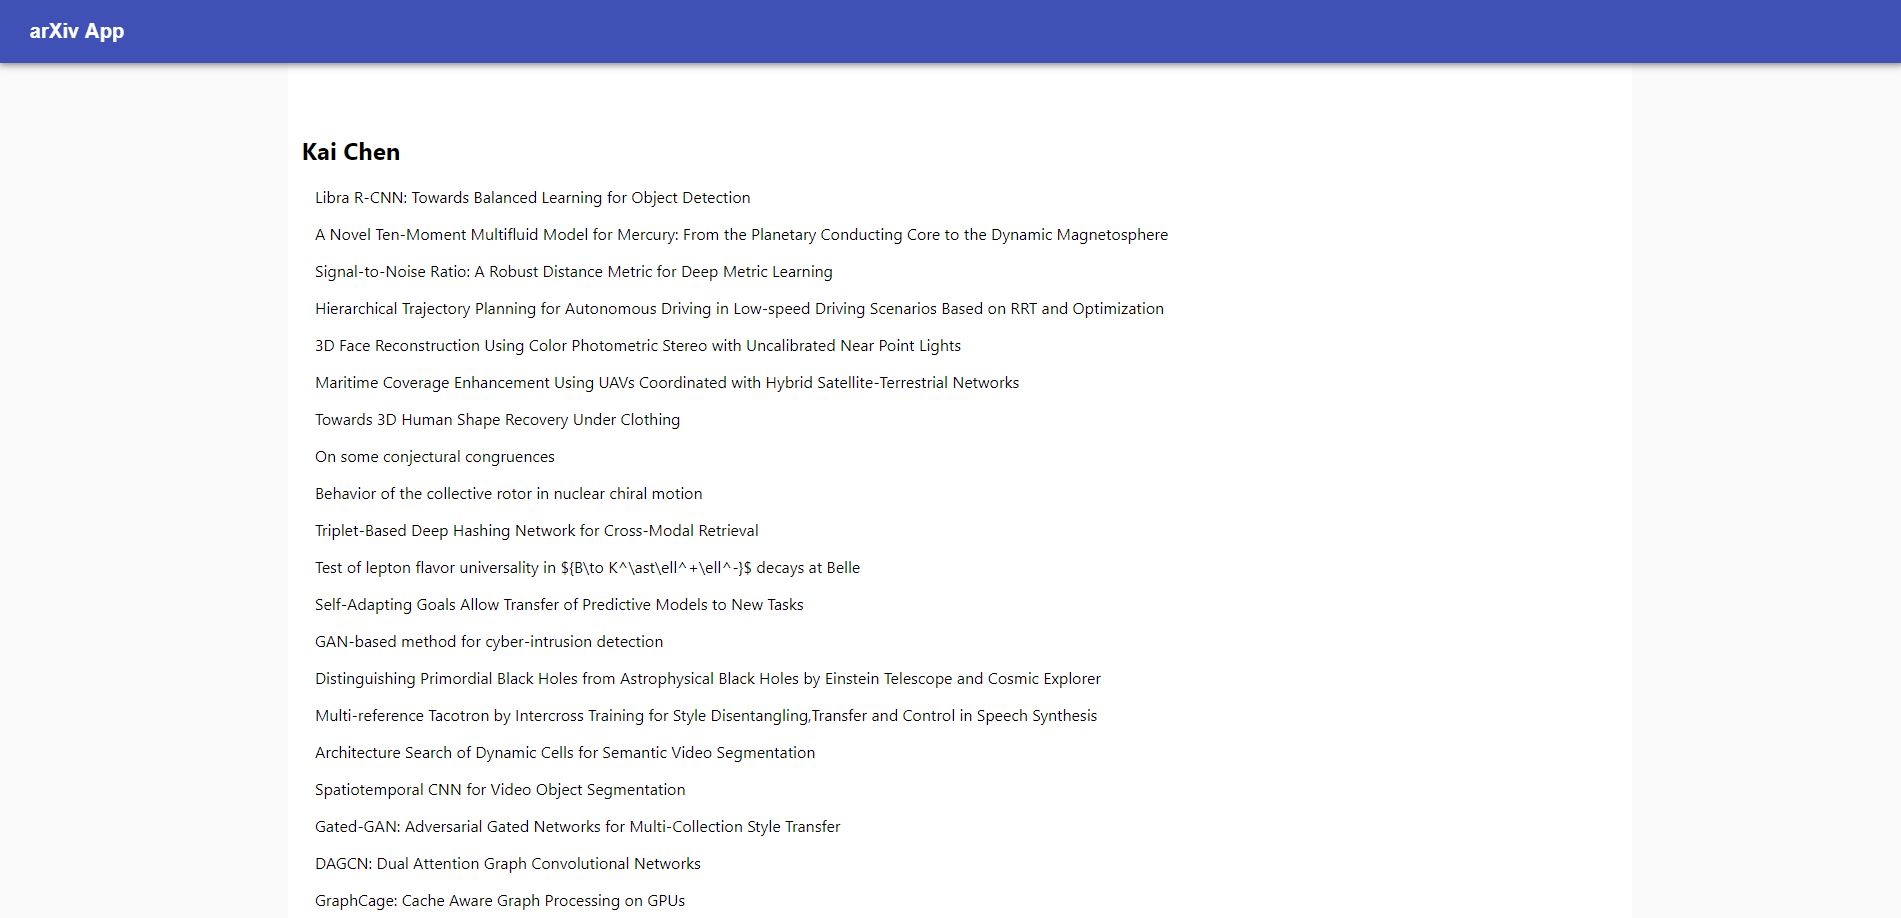 arXiv App
Kai Chen
Libra R-CNN: Towards Balanced Learning for Object Detection
A Novel Ten-Moment Multifluid Model for Mercury: From the Planetary Conducting Core to the Dynamic Magnetosphere
Signal-to-Noise Ratio: A Robust Distance Metric for Deep Metric Learning
Hierarchical Trajectory Planning for Autonomous Driving in Low-speed Driving Scenarios Based on RRT and Optimization
3D Face Reconstruction Using Color Photometric Stereo with Uncalibrated Near Point Lights
Maritime Coverage Enhancement Using UAVs Coordinated with Hybrid Satellite-Terrestrial Networks
Towards 3D Human Shape Recovery Under Clothing
On some conjectural congruences
Behavior of the collective rotor in nuclear chiral motion
Triplet-Based Deep Hashing Network for Cross-Modal Retrieval
Test of lepton flavor universality in ${B\to K^\ast\ell^+\ell^-}$ decays at Belle
Self-Adapting Goals Allow Transfer of Predictive Models to New Tasks
GAN-based method for cyber-intrusion detection
Distinguishing Primordial Black Holes from Astrophysical Black Holes by Einstein Telescope and Cosmic Explorer
Multi-reference Tacotron by Intercross Training for Style Disentangling,Transfer and Control in Speech Synthesis
Architecture Search of Dynamic Cells for Semantic Video Segmentation
Spatiotemporal CNN for Video Object Segmentation
Gated-GAN: Adversarial Gated Networks for Multi-Collection Style Transfer
DAGCN: Dual Attention Graph Convolutional Networks
GraphCage: Cache Aware Graph Processing on GPUs